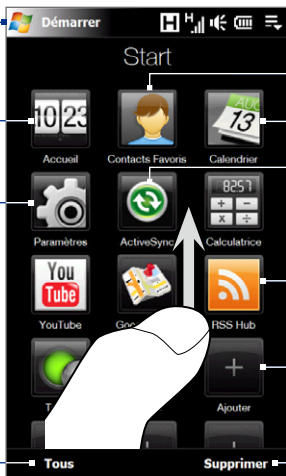 Démarrer H H
Start
10 23 AUG 13
Accueil Contacts Favoris Calendrier
8257
Paramètres ActiveSync Calculatrice
You Tube
YouTube RSS Hub
Ajouter
Tous Supprimer